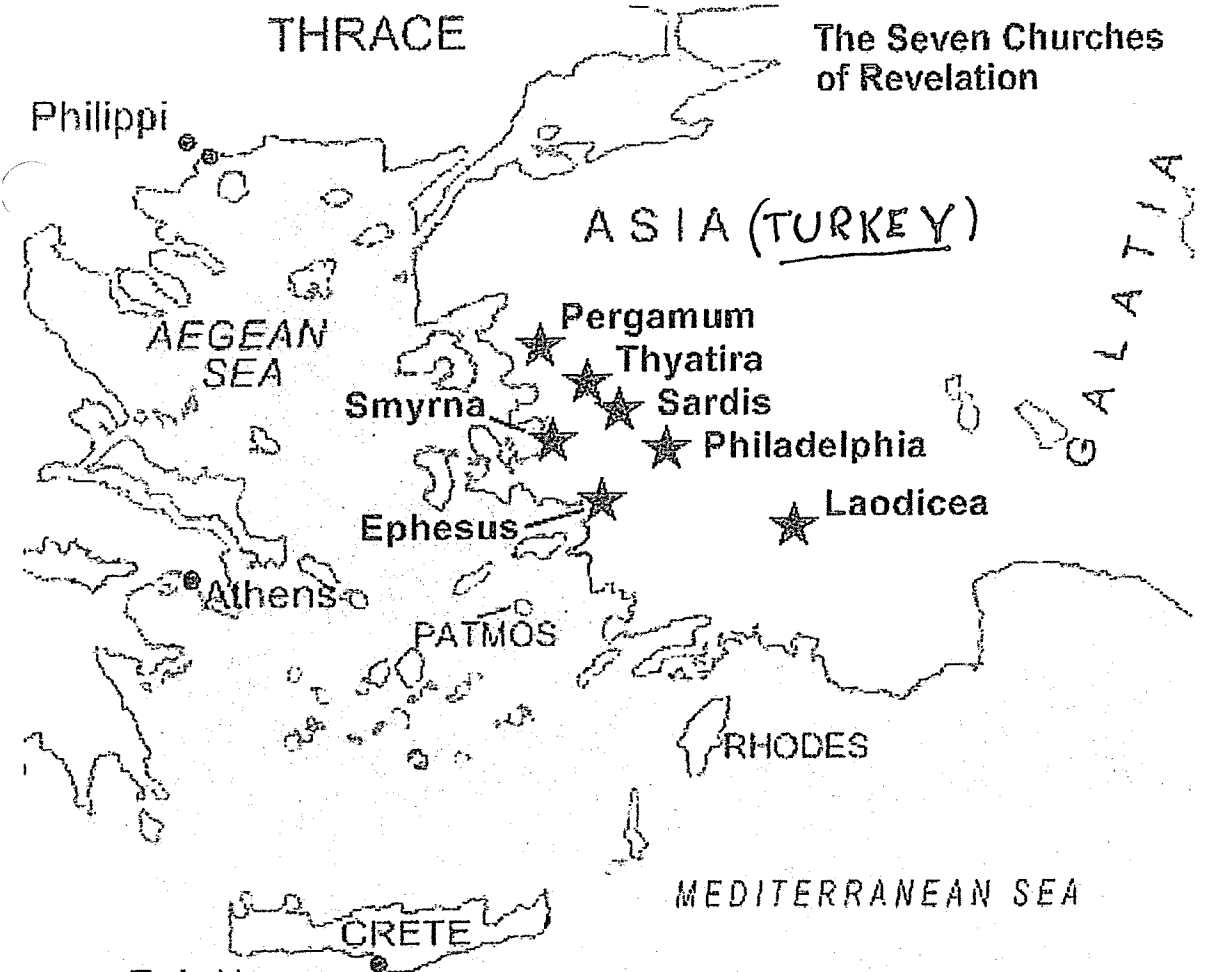 THRACE
The Seven Churches
of Revelation
Philippi
ASIA (TURKEY)
GALATIA
AEGEAN
SEA
Pergamum
Thyatira
Smyrna
Sardis
Philadelphia
Ephesus
Laodicea
Athens
PATMOS
RHODES
MEDITERRANEAN SEA
CRETE